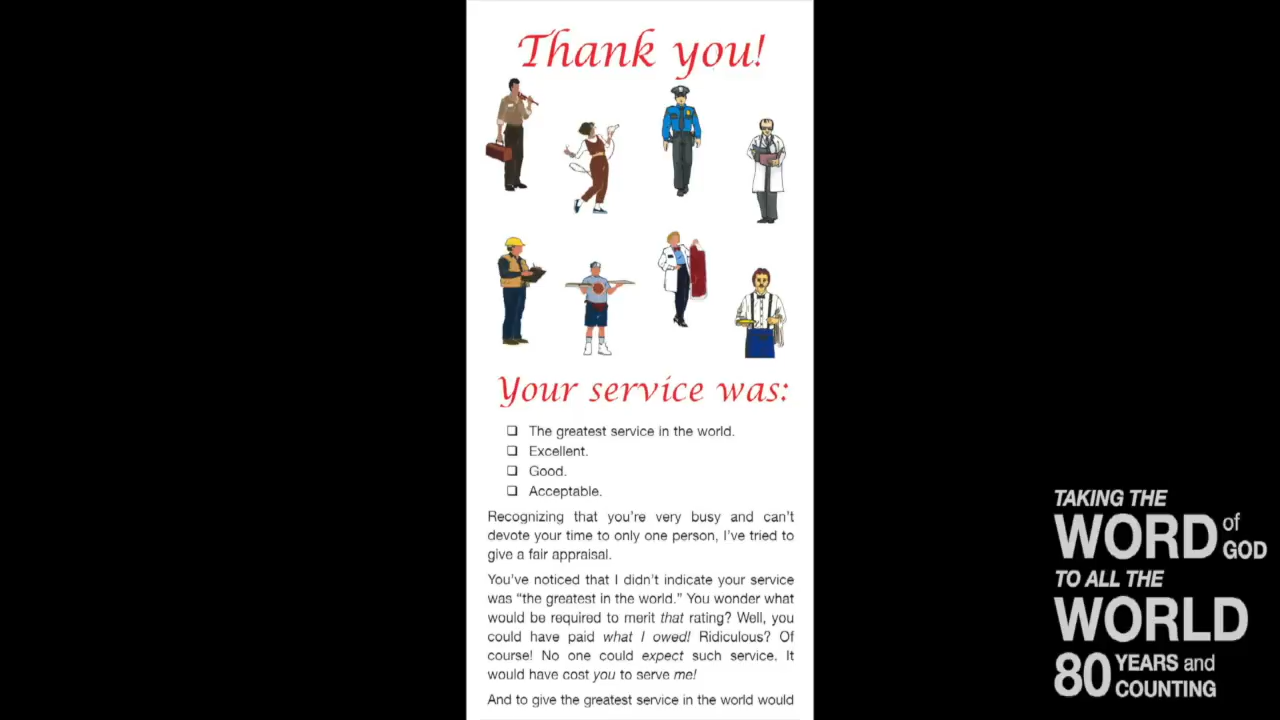 Thank you!
Your service was:
❑ The greatest service in the world.
❑ Excellent.
❑ Good.
❑ Acceptable.
Recognizing that you’re very busy and can’t
devote your time to only one person, I’ve tried to
give a fair appraisal.
You’ve noticed that I didn’t indicate your service
was “the greatest in the world.” You wonder what
would be required to merit that rating? Well, you
could have paid what I owed! Ridiculous? Of
course! No one could expect such service. It
would have cost you to serve me!
And to give the greatest service in the world would
TAKING THE
WORD of
GOD
TO ALL THE
WORLD
80 YEARS and
COUNTING